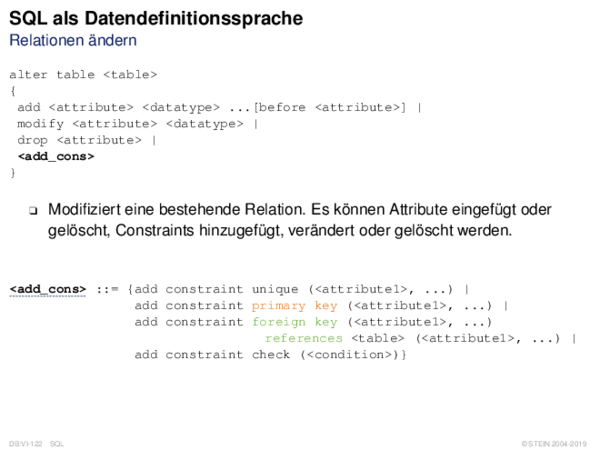 SQL als Datendefinitionssprache
Relationen ändern
alter table <table>
{
add <attribute> <datatype> ...[before <attribute>] |
modify <attribute> <datatype> |
drop <attribute> |
<add_cons>
}
❑ Modifiziert eine bestehende Relation. Es können Attribute eingefügt oder
gelöscht, Constraints hinzugefügt, verändert oder gelöscht werden.
<add_cons> ::= {add constraint unique (<attribute1>, ...) |
add constraint primary key (<attribute1>, ...) |
add constraint foreign key (<attribute1>, ...)
references <table> (<attribute1>, ...) |
add constraint check (<condition>)}
DB:VI-122 SQL © STEIN 2004-2019